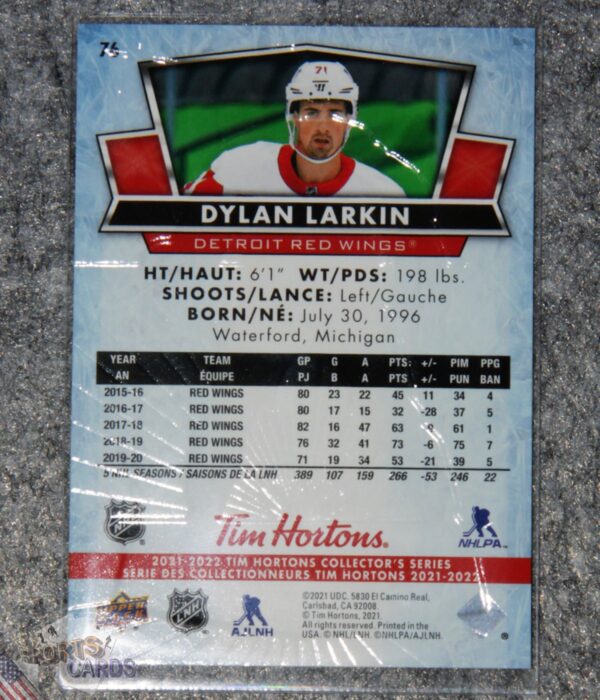 76
71
DYLAN LARKIN
DETROIT RED WINGS®
HT/HAUT: 6'1" WT/PDS: 198 lbs.
SHOOTS/LANCE: Left/Gauche
BORN/NÉ: July 30, 1996
Waterford, Michigan
YEAR TEAM GP G A PTS +/- PIM PPG
AN ÉQUIPE PJ B A PTS +/- PUN BAN
2015-16 RED WINGS 80 23 22 45 11 34 4
2016-17 RED WINGS 80 17 15 32 -28 37 5
2017-18 RED WINGS 82 16 47 63 61 1
2018-19 RED WINGS 76 32 41 73 -6 75 7
2019-20 RED WINGS 71 19 34 53 -21 39 5
5 NHL SEASONS / SAISONS DE LA LNH 389 107 159 266 -53 246 22
NHL Tim Hortons. NHLPA
2021-2022 TIM HORTONS COLLECTOR'S SERIES
SÉRIE DES COLLECTIONNEURS TIM HORTONS 2021-2022
©2021 UDC. 5830 El Camino Real,
Carlsbad, CA 92008.
© Tim Hortons, 2021.
All rights reserved. Printed in the
USA. © NHL/LNH. ©NHLPA/AJLNH.
UPPER DECK LNH AJLNH ®
SPORTS CARDS